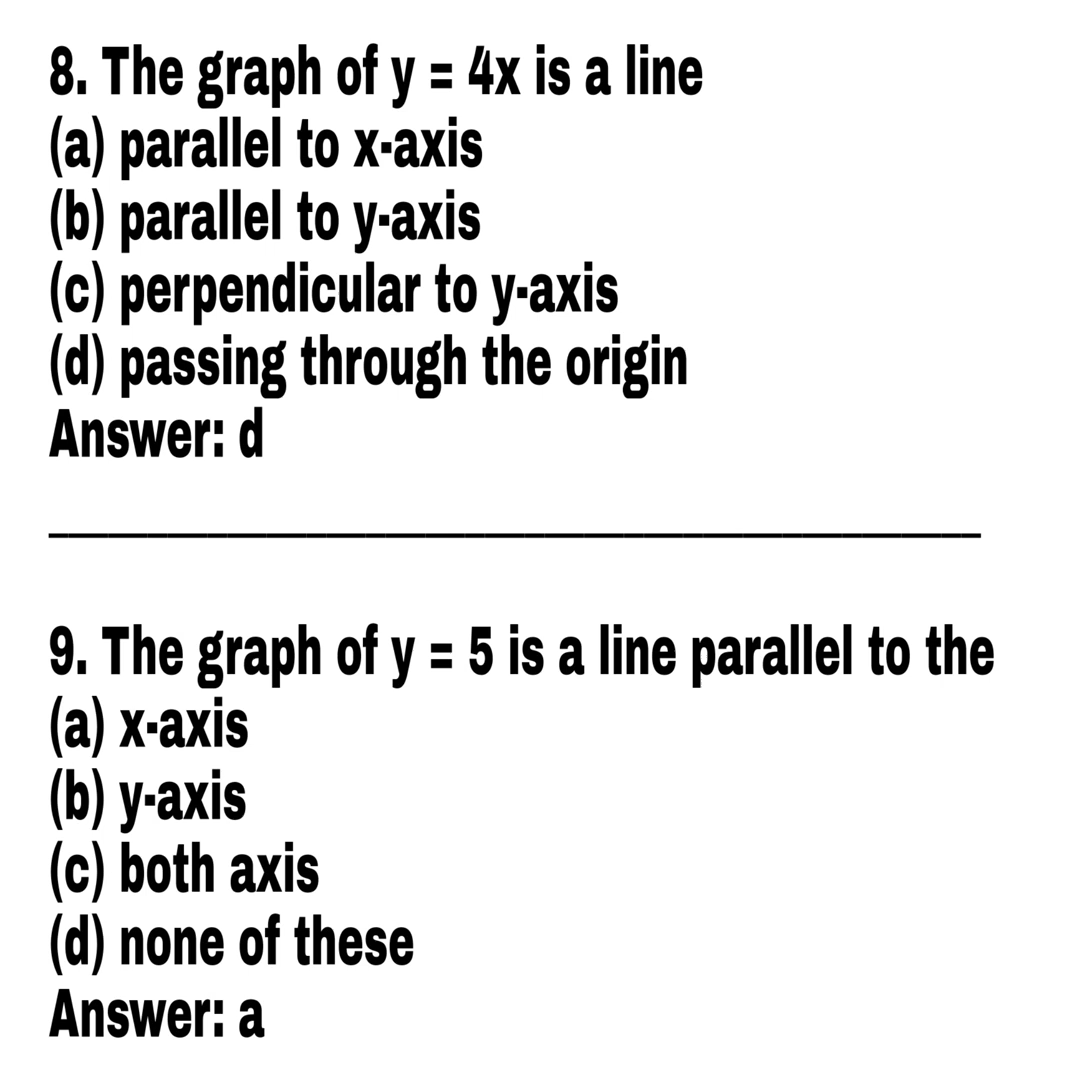 8. The graph of y = 4x is a line
(a) parallel to x-axis
(b) parallel to y-axis
(c) perpendicular to y-axis
(d) passing through the origin
Answer: d
_______________________________________________
9. The graph of y = 5 is a line parallel to the
(a) x-axis
(b) y-axis
(c) both axis
(d) none of these
Answer: a